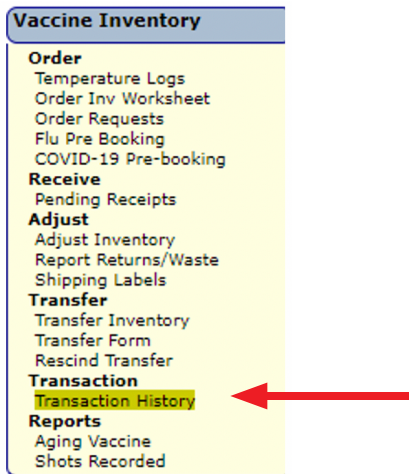 Vaccine Inventory
Order
Temperature Logs
Order Inv Worksheet
Order Requests
Flu Pre Booking
COVID-19 Pre-booking
Receive
Pending Receipts
Adjust
Adjust Inventory
Report Returns/Waste
Shipping Labels
Transfer
Transfer Inventory
Transfer Form
Rescind Transfer
Transaction
Transaction History
Reports
Aging Vaccine
Shots Recorded